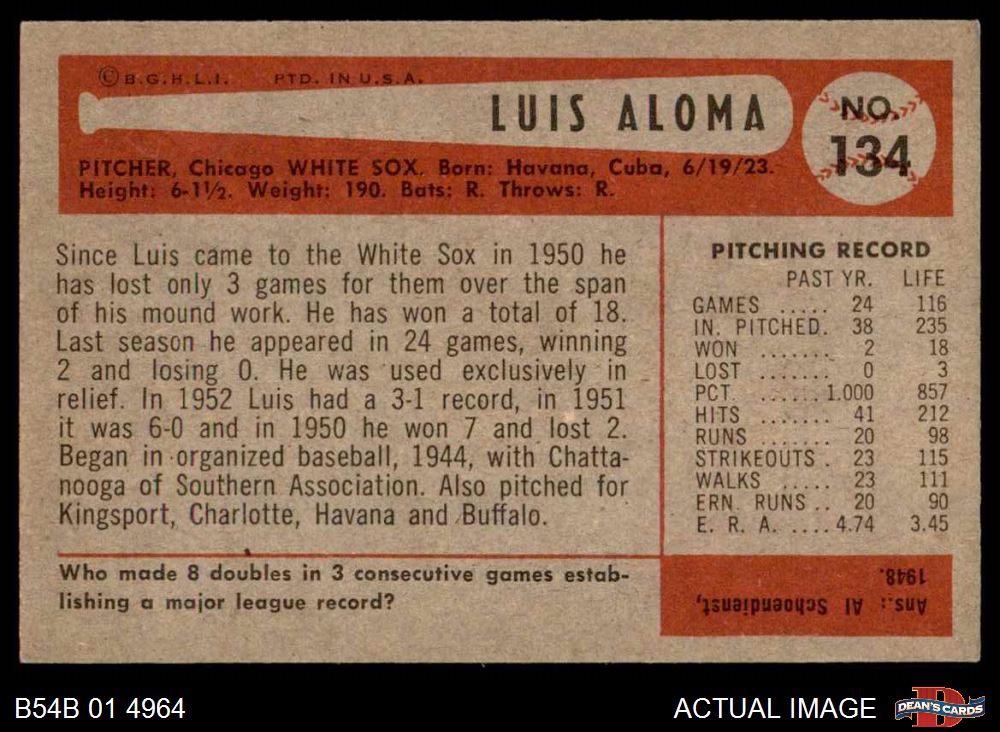 © B.G.H.L.I. PTD. IN U.S.A.
LUIS ALOMA
NO.
134
PITCHER, Chicago WHITE SOX. Born: Havana, Cuba, 6/19/23.
Height: 6-1½. Weight: 190. Bats: R. Throws: R.
Since Luis came to the White Sox in 1950 he
has lost only 3 games for them over the span
of his mound work. He has won a total of 18.
Last season he appeared in 24 games, winning
2 and losing 0. He was used exclusively in
relief. In 1952 Luis had a 3-1 record, in 1951
it was 6-0 and in 1950 he won 7 and lost 2.
Began in organized baseball, 1944, with Chatta-
nooga of Southern Association. Also pitched for
Kingsport, Charlotte, Havana and Buffalo.
PITCHING RECORD
PAST YR. LIFE
GAMES ..... 24 116
IN. PITCHED. 38 235
WON ....... 2 18
LOST ....... 0 3
PCT. ...... 1.000 857
HITS ....... 41 212
RUNS ....... 20 98
STRIKEOUTS . 23 115
WALKS ..... 23 111
ERN. RUNS .. 20 90
E. R. A. .... 4.74 3.45
Who made 8 doubles in 3 consecutive games estab-
lishing a major league record?
Ans.: Al Schoendienst,
1948.
B54B 01 4964
ACTUAL IMAGE
D
DEAN'S CARDS